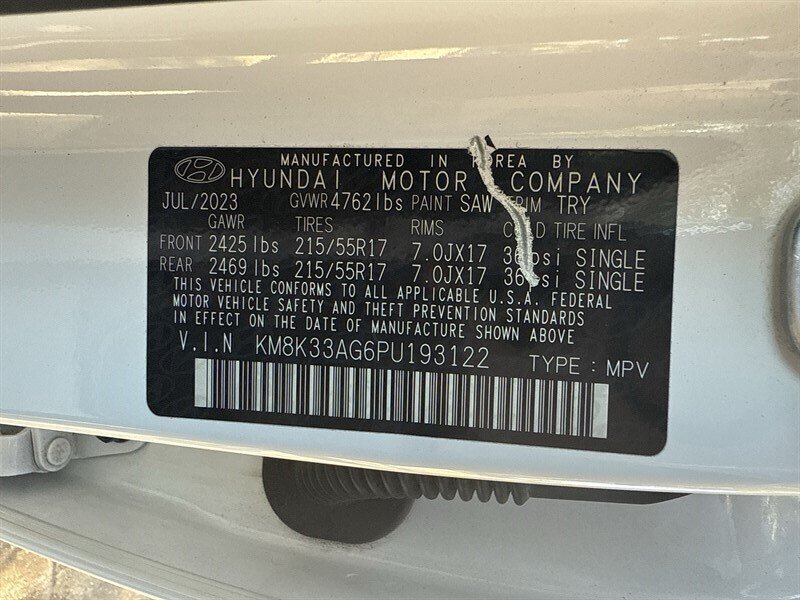 MANUFACTURED IN KOREA BY
HYUNDAI MOTOR COMPANY
JUL/2023 GVWR 4762 lbs PAINT SAW TRIM TRY
GAWR TIRES RIMS COLD TIRE INFL
FRONT 2425 lbs 215/55R17 7.0JX17 36psi SINGLE
REAR 2469 lbs 215/55R17 7.0JX17 36psi SINGLE
THIS VEHICLE CONFORMS TO ALL APPLICABLE U.S.A. FEDERAL
MOTOR VEHICLE SAFETY AND THEFT PREVENTION STANDARDS
IN EFFECT ON THE DATE OF MANUFACTURE SHOWN ABOVE
V.I.N KM8K33AG6PU193122 TYPE : MPV